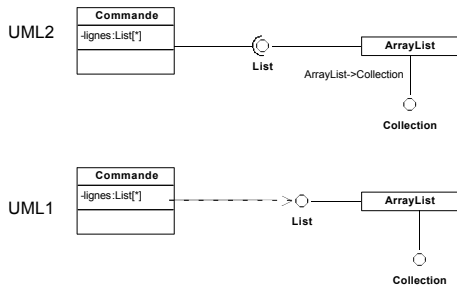 UML2
Commande
-lignes:List[*]
List
ArrayList
ArrayList->Collection
Collection
UML1
Commande
-lignes:List[*]
List
ArrayList
Collection